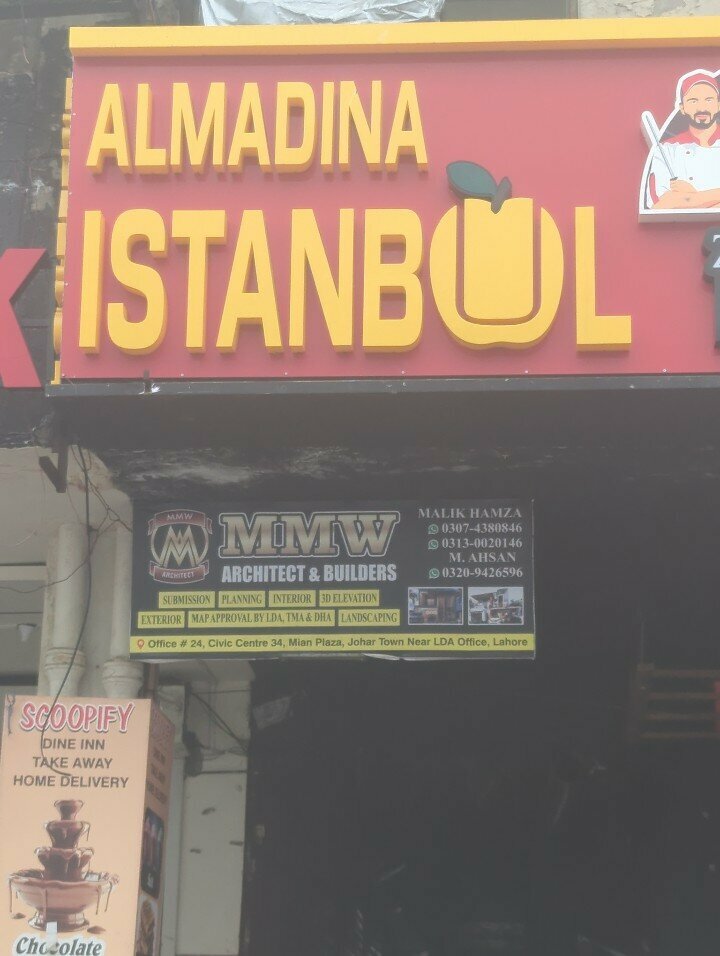 ALMADINA
ISTANBUL
MMW
ARCHITECT
MMW
ARCHITECT & BUILDERS
MALIK HAMZA
0307-4380846
0313-0020146
M. AHSAN
0320-9426596
SUBMISSION PLANNING INTERIOR 3D ELEVATION
EXTERIOR MAP APPROVAL BY LDA, TMA & DHA LANDSCAPING
Office # 24, Civic Centre 34, Mian Plaza, Johar Town Near LDA Office, Lahore
SCOOPIFY
DINE INN
TAKE AWAY
HOME DELIVERY
Chocolate